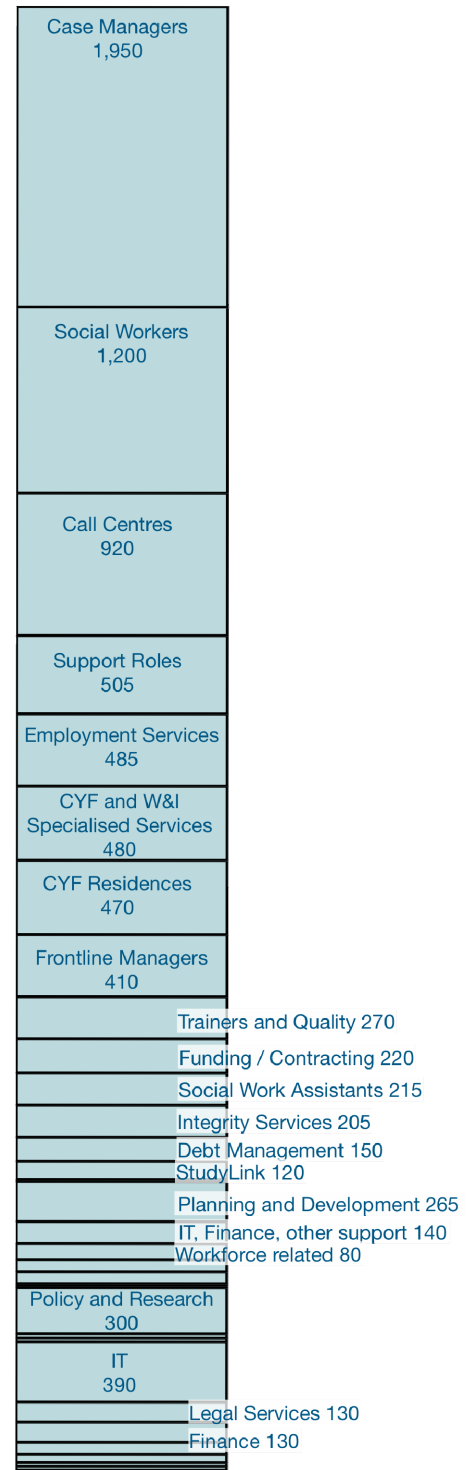 Case Managers
1,950
Social Workers
1,200
Call Centres
920
Support Roles
505
Employment Services
485
CYF and W&I
Specialised Services
480
CYF Residences
470
Frontline Managers
410
Trainers and Quality 270
Funding / Contracting 220
Social Work Assistants 215
Integrity Services 205
Debt Management 150
StudyLink 120
Planning and Development 265
IT, Finance, other support 140
Workforce related 80
Policy and Research
300
IT
390
Legal Services 130
Finance 130